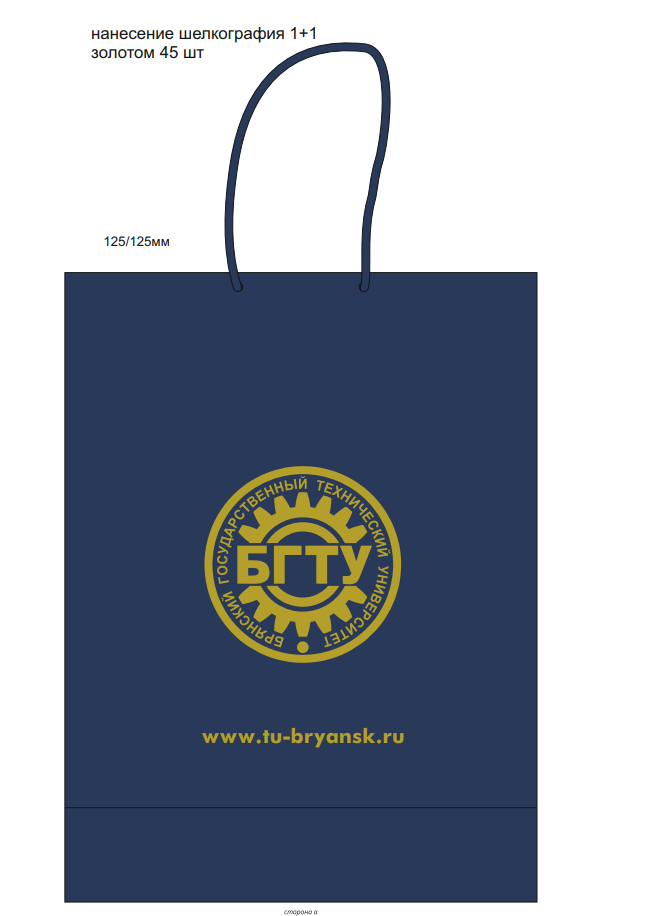 нанесение шелкография 1+1
золотом 45 шт
125/125мм
БРЯНСКИЙ ГОСУДАРСТВЕННЫЙ ТЕХНИЧЕСКИЙ УНИВЕРСИТЕТ
БГТУ
www.tu-bryansk.ru
сторона а